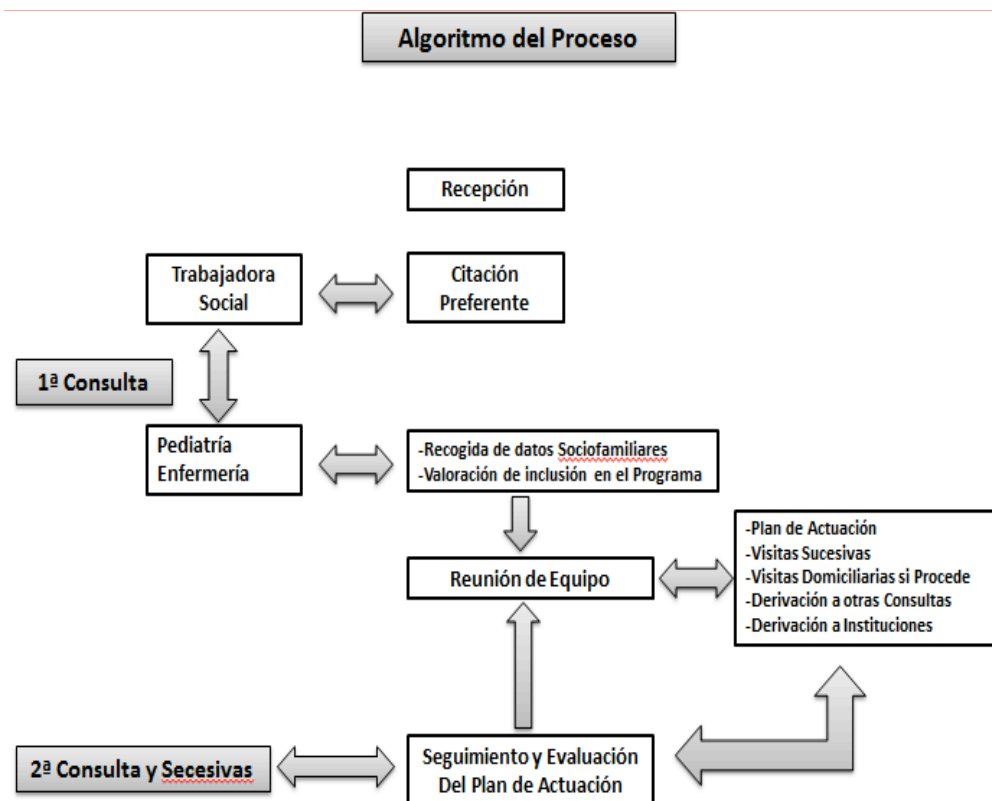 Algoritmo del Proceso
Recepción
Trabajadora
Social
Citación
Preferente
1ª Consulta
Pediatría
Enfermería
-Recogida de datos Sociofamiliares
-Valoración de inclusión en el Programa
-Plan de Actuación
-Visitas Sucesivas
-Visitas Domiciliarias si Procede
-Derivación a otras Consultas
-Derivación a Instituciones
Reunión de Equipo
2ª Consulta y Secesivas
Seguimiento y Evaluación
Del Plan de Actuación